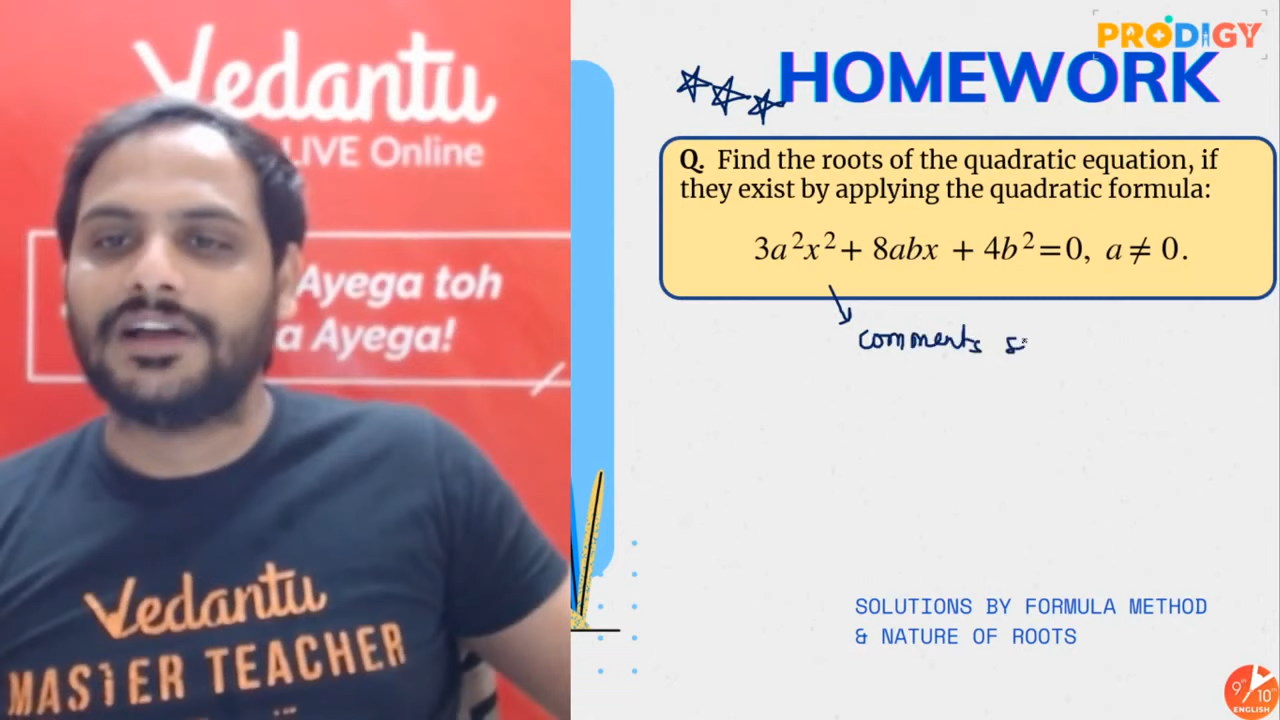 Vedantu
LIVE Online
Ayega toh
a Ayega!
Vedantu
MASTER TEACHER
PRODIGY
HOMEWORK
Q. Find the roots of the quadratic equation, if
they exist by applying the quadratic formula:
3a²x² + 8abx + 4b² = 0, a ≠ 0.
comments s
SOLUTIONS BY FORMULA METHOD
& NATURE OF ROOTS
9th/10th
ENGLISH